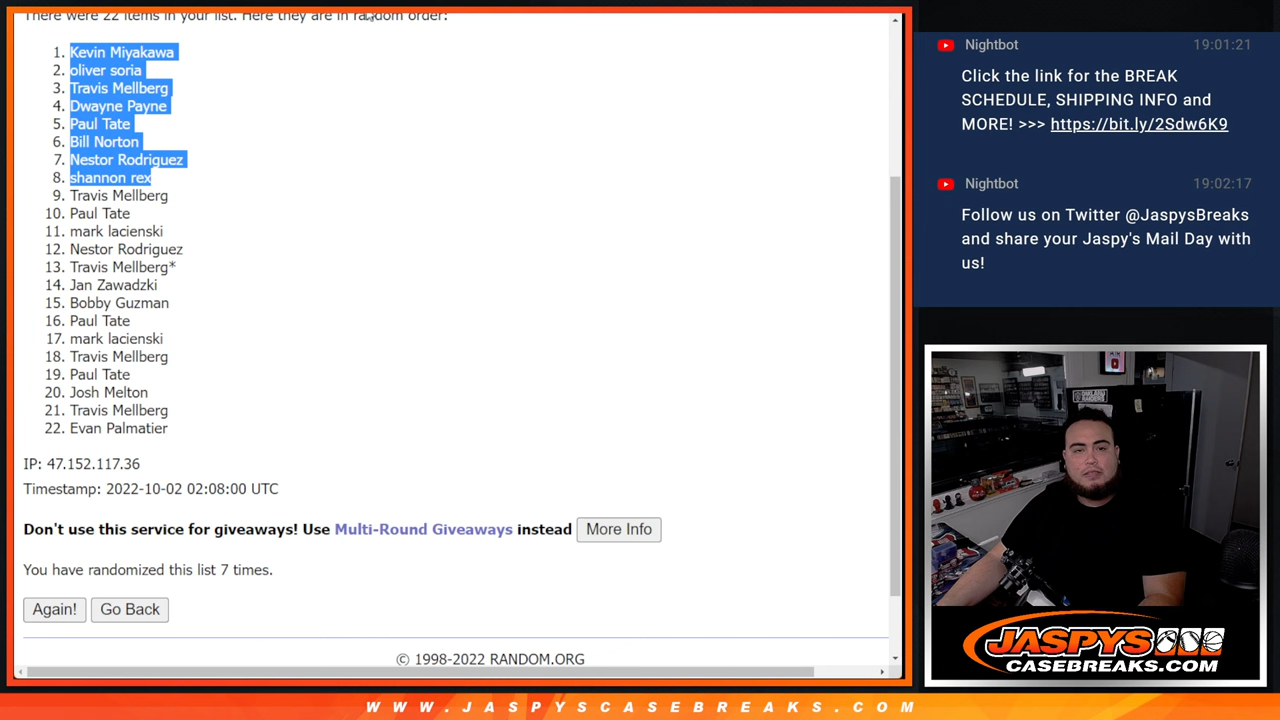 There were 22 items in your list. Here they are in random order:
1. Kevin Miyakawa
2. oliver soria
3. Travis Mellberg
4. Dwayne Payne
5. Paul Tate
6. Bill Norton
7. Nestor Rodriguez
8. shannon rex
9. Travis Mellberg
10. Paul Tate
11. mark lacienski
12. Nestor Rodriguez
13. Travis Mellberg*
14. Jan Zawadzki
15. Bobby Guzman
16. Paul Tate
17. mark lacienski
18. Travis Mellberg
19. Paul Tate
20. Josh Melton
21. Travis Mellberg
22. Evan Palmatier
IP: 47.152.117.36
Timestamp: 2022-10-02 02:08:00 UTC
Don't use this service for giveaways! Use Multi-Round Giveaways instead More Info
You have randomized this list 7 times.
Again! Go Back
© 1998-2022 RANDOM.ORG
Nightbot 19:01:21
Click the link for the BREAK
SCHEDULE, SHIPPING INFO and
MORE! >>> https://bit.ly/2Sdw6K9
Nightbot 19:02:17
Follow us on Twitter @JaspysBreaks
and share your Jaspy's Mail Day with
us!
JASPYS
CASEBREAKS.COM
WWW.JASPYSCASEBREAKS.COM